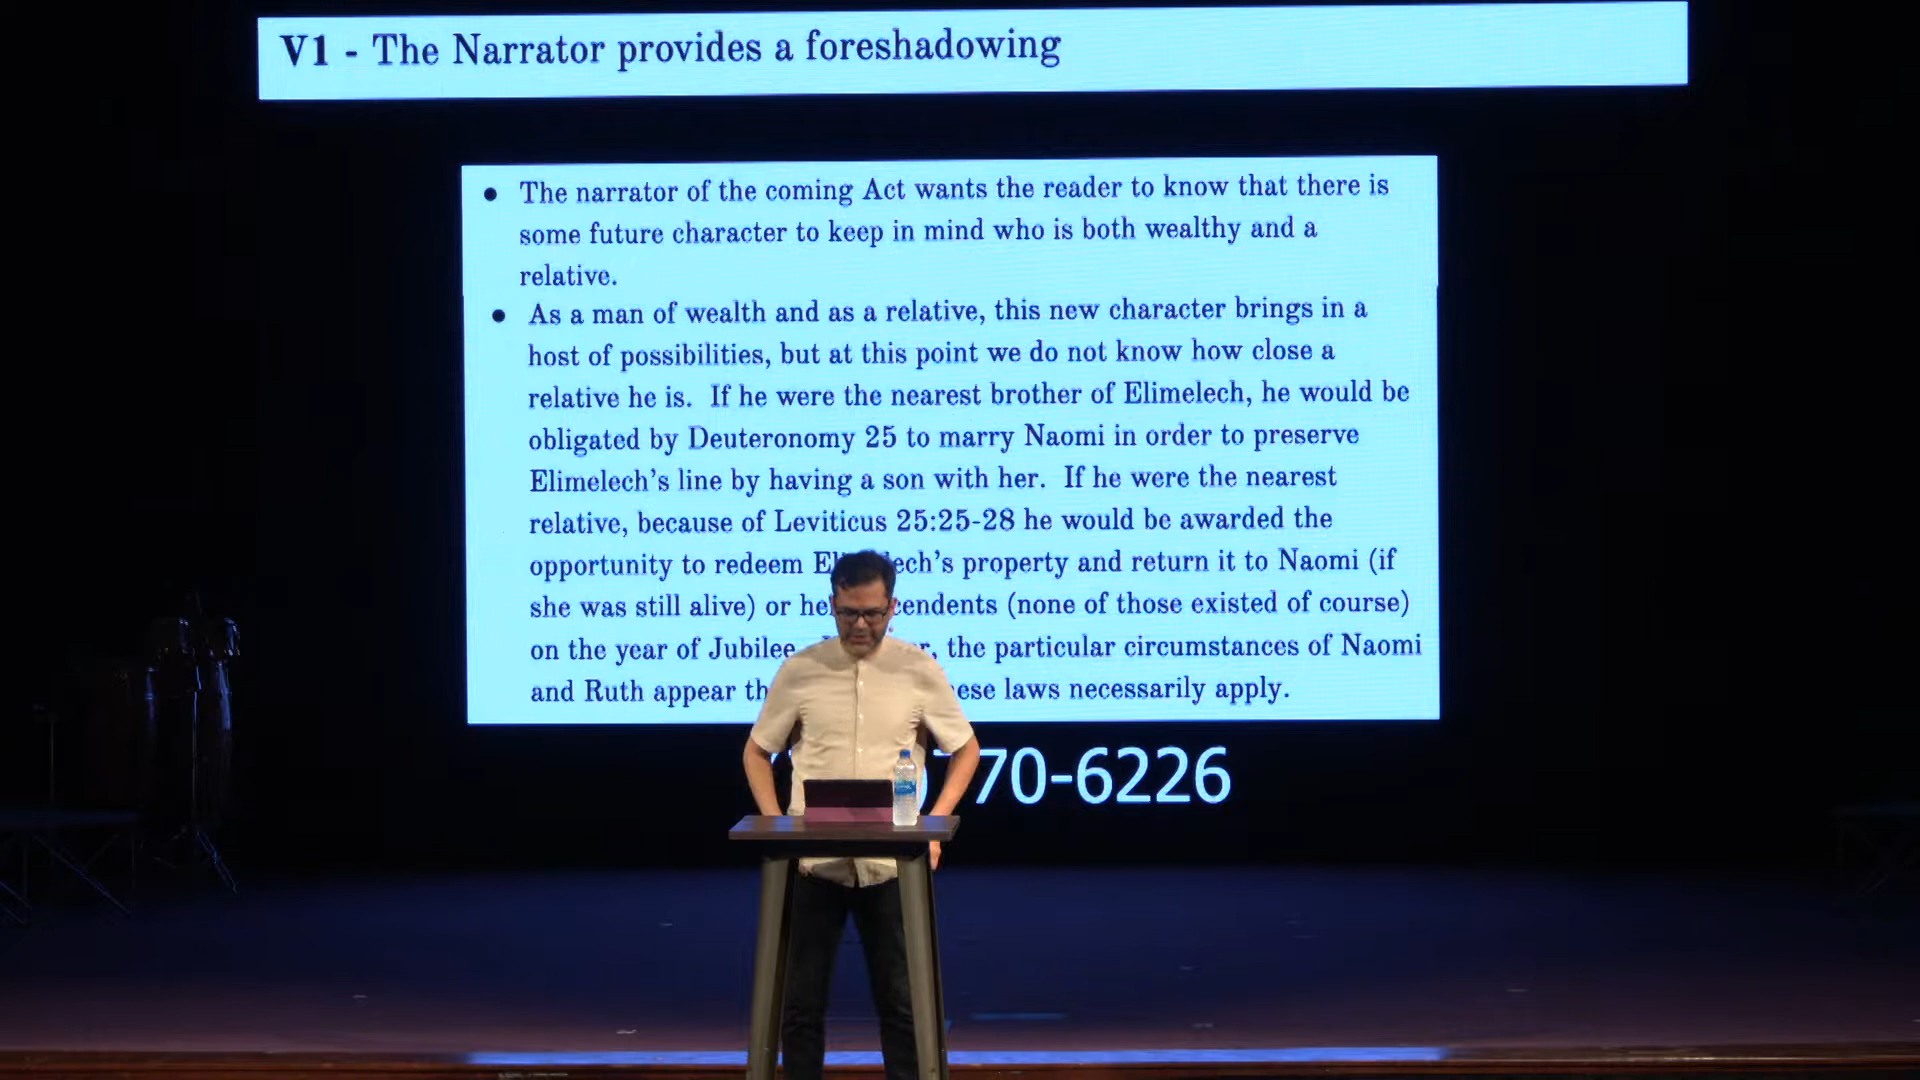 V1 - The Narrator provides a foreshadowing
● The narrator of the coming Act wants the reader to know that there is
some future character to keep in mind who is both wealthy and a
relative.
● As a man of wealth and as a relative, this new character brings in a
host of possibilities, but at this point we do not know how close a
relative he is. If he were the nearest brother of Elimelech, he would be
obligated by Deuteronomy 25 to marry Naomi in order to preserve
Elimelech's line by having a son with her. If he were the nearest
relative, because of Leviticus 25:25-28 he would be awarded the
opportunity to redeem property and return it to Naomi (if
she was still alive) or (none of those existed of course)
on the year of Jubilee the particular circumstances of Naomi
and Ruth appear laws necessarily apply.
70-6226